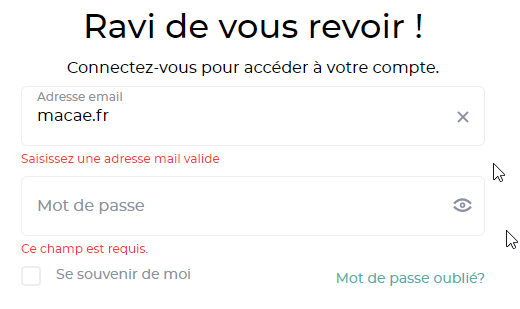 Ravi de vous revoir !
Connectez-vous pour accéder à votre compte.
Adresse email
macae.fr
Saisissez une adresse mail valide
Mot de passe
Ce champ est requis.
Se souvenir de moi
Mot de passe oublié?